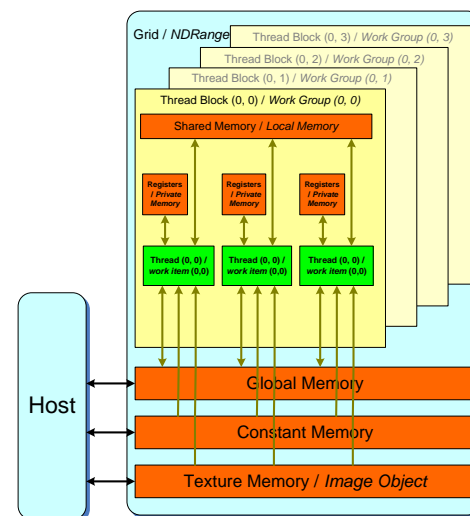 Grid / NDRange
Thread Block (0, 3) / Work Group (0, 3)
Thread Block (0, 2) / Work Group (0, 2)
Thread Block (0, 1) / Work Group (0, 1)
Thread Block (0, 0) / Work Group (0, 0)
Shared Memory / Local Memory
Registers
/ Private
Memory
Registers
/ Private
Memory
Registers
/ Private
Memory
Thread (0, 0) /
work item (0,0)
Thread (0, 0) /
work item (0,0)
Thread (0, 0) /
work item (0,0)
Host
Global Memory
Constant Memory
Texture Memory / Image Object